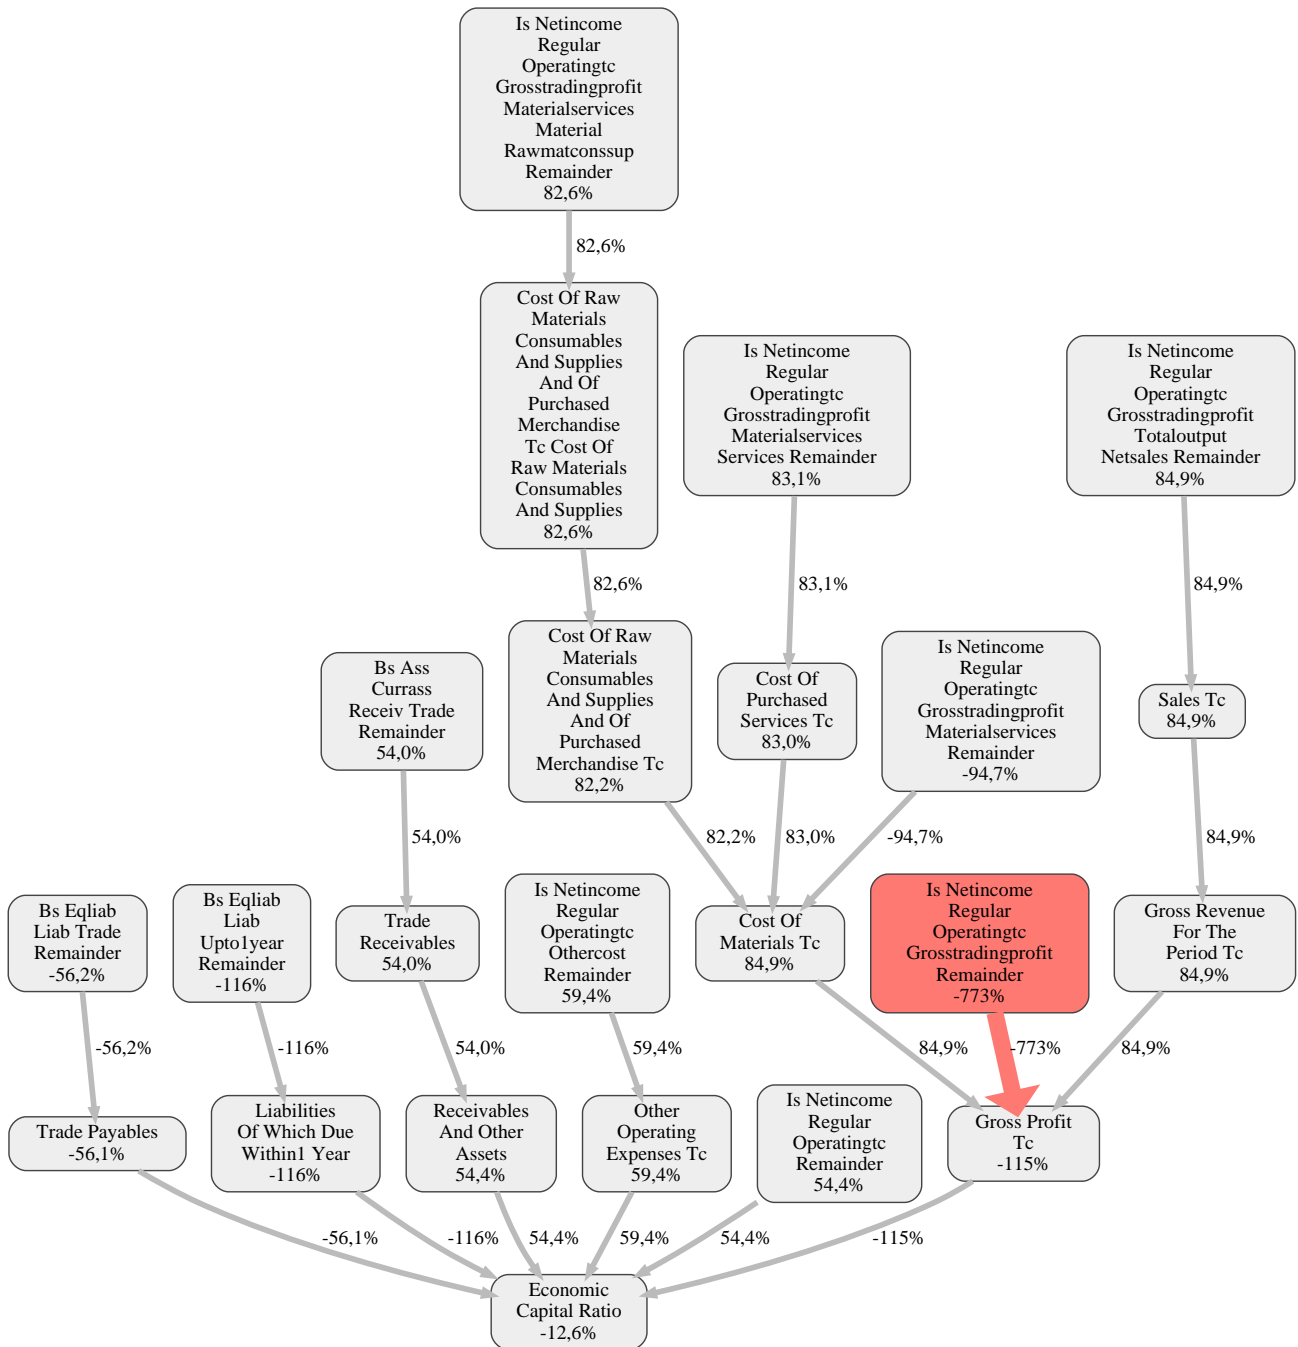 Is Netincome
Regular
Operatingtc
Grosstradingprofit
Materialservices
Material
Rawmatconssup
Remainder
82,6%
82,6%
Cost Of Raw
Materials
Consumables
And Supplies
And Of
Purchased
Merchandise
Tc Cost Of
Raw Materials
Consumables
And Supplies
82,6%
Is Netincome
Regular
Operatingtc
Grosstradingprofit
Materialservices
Services Remainder
83,1%
Is Netincome
Regular
Operatingtc
Grosstradingprofit
Totaloutput
Netsales Remainder
84,9%
82,6%
83,1%
84,9%
Bs Ass
Currass
Receiv Trade
Remainder
54,0%
Cost Of Raw
Materials
Consumables
And Supplies
And Of
Purchased
Merchandise Tc
82,2%
Cost Of
Purchased
Services Tc
83,0%
Is Netincome
Regular
Operatingtc
Grosstradingprofit
Materialservices
Remainder
-94,7%
Sales Tc
84,9%
54,0%
82,2%
83,0%
-94,7%
84,9%
Bs Eqliab
Liab Trade
Remainder
-56,2%
Bs Eqliab
Liab
Upto1year
Remainder
-116%
Trade
Receivables
54,0%
Is Netincome
Regular
Operatingtc
Othercost
Remainder
59,4%
Cost Of
Materials Tc
84,9%
Is Netincome
Regular
Operatingtc
Grosstradingprofit
Remainder
-773%
Gross Revenue
For The
Period Tc
84,9%
-56,2%
-116%
54,0%
59,4%
84,9%
-773%
84,9%
Trade Payables
-56,1%
Liabilities
Of Which Due
Within1 Year
-116%
Receivables
And Other
Assets
54,4%
Other
Operating
Expenses Tc
59,4%
Is Netincome
Regular
Operatingtc
Remainder
54,4%
Gross Profit
Tc
-115%
-56,1%
-116%
54,4%
59,4%
54,4%
-115%
Economic
Capital Ratio
-12,6%